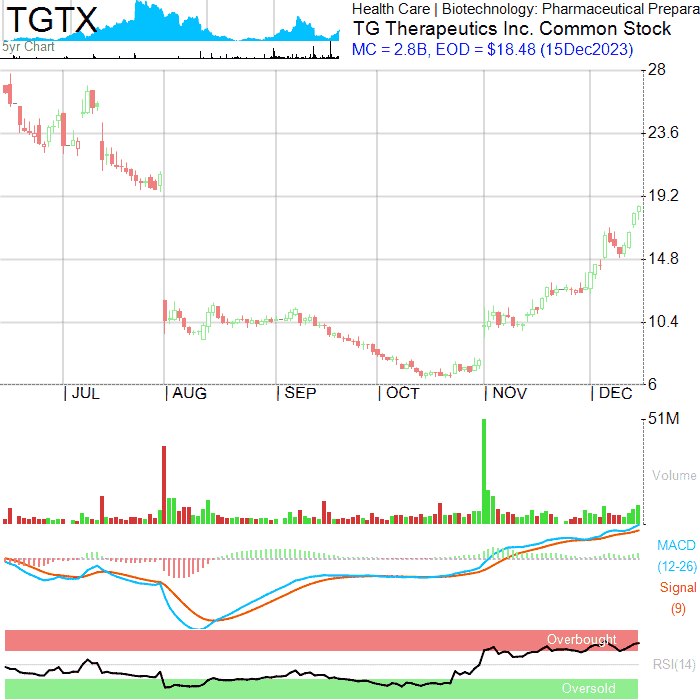 TGTX
5yr Chart
Health Care | Biotechnology: Pharmaceutical Prepara
TG Therapeutics Inc. Common Stock
MC = 2.8B, EOD = $18.48 (15Dec2023)
28
23.6
19.2
14.8
10.4
6
| JUL | AUG | SEP | OCT | NOV | DEC
51M
Volume
MACD
(12-26)
Signal
(9)
Overbought
RSI(14)
Oversold